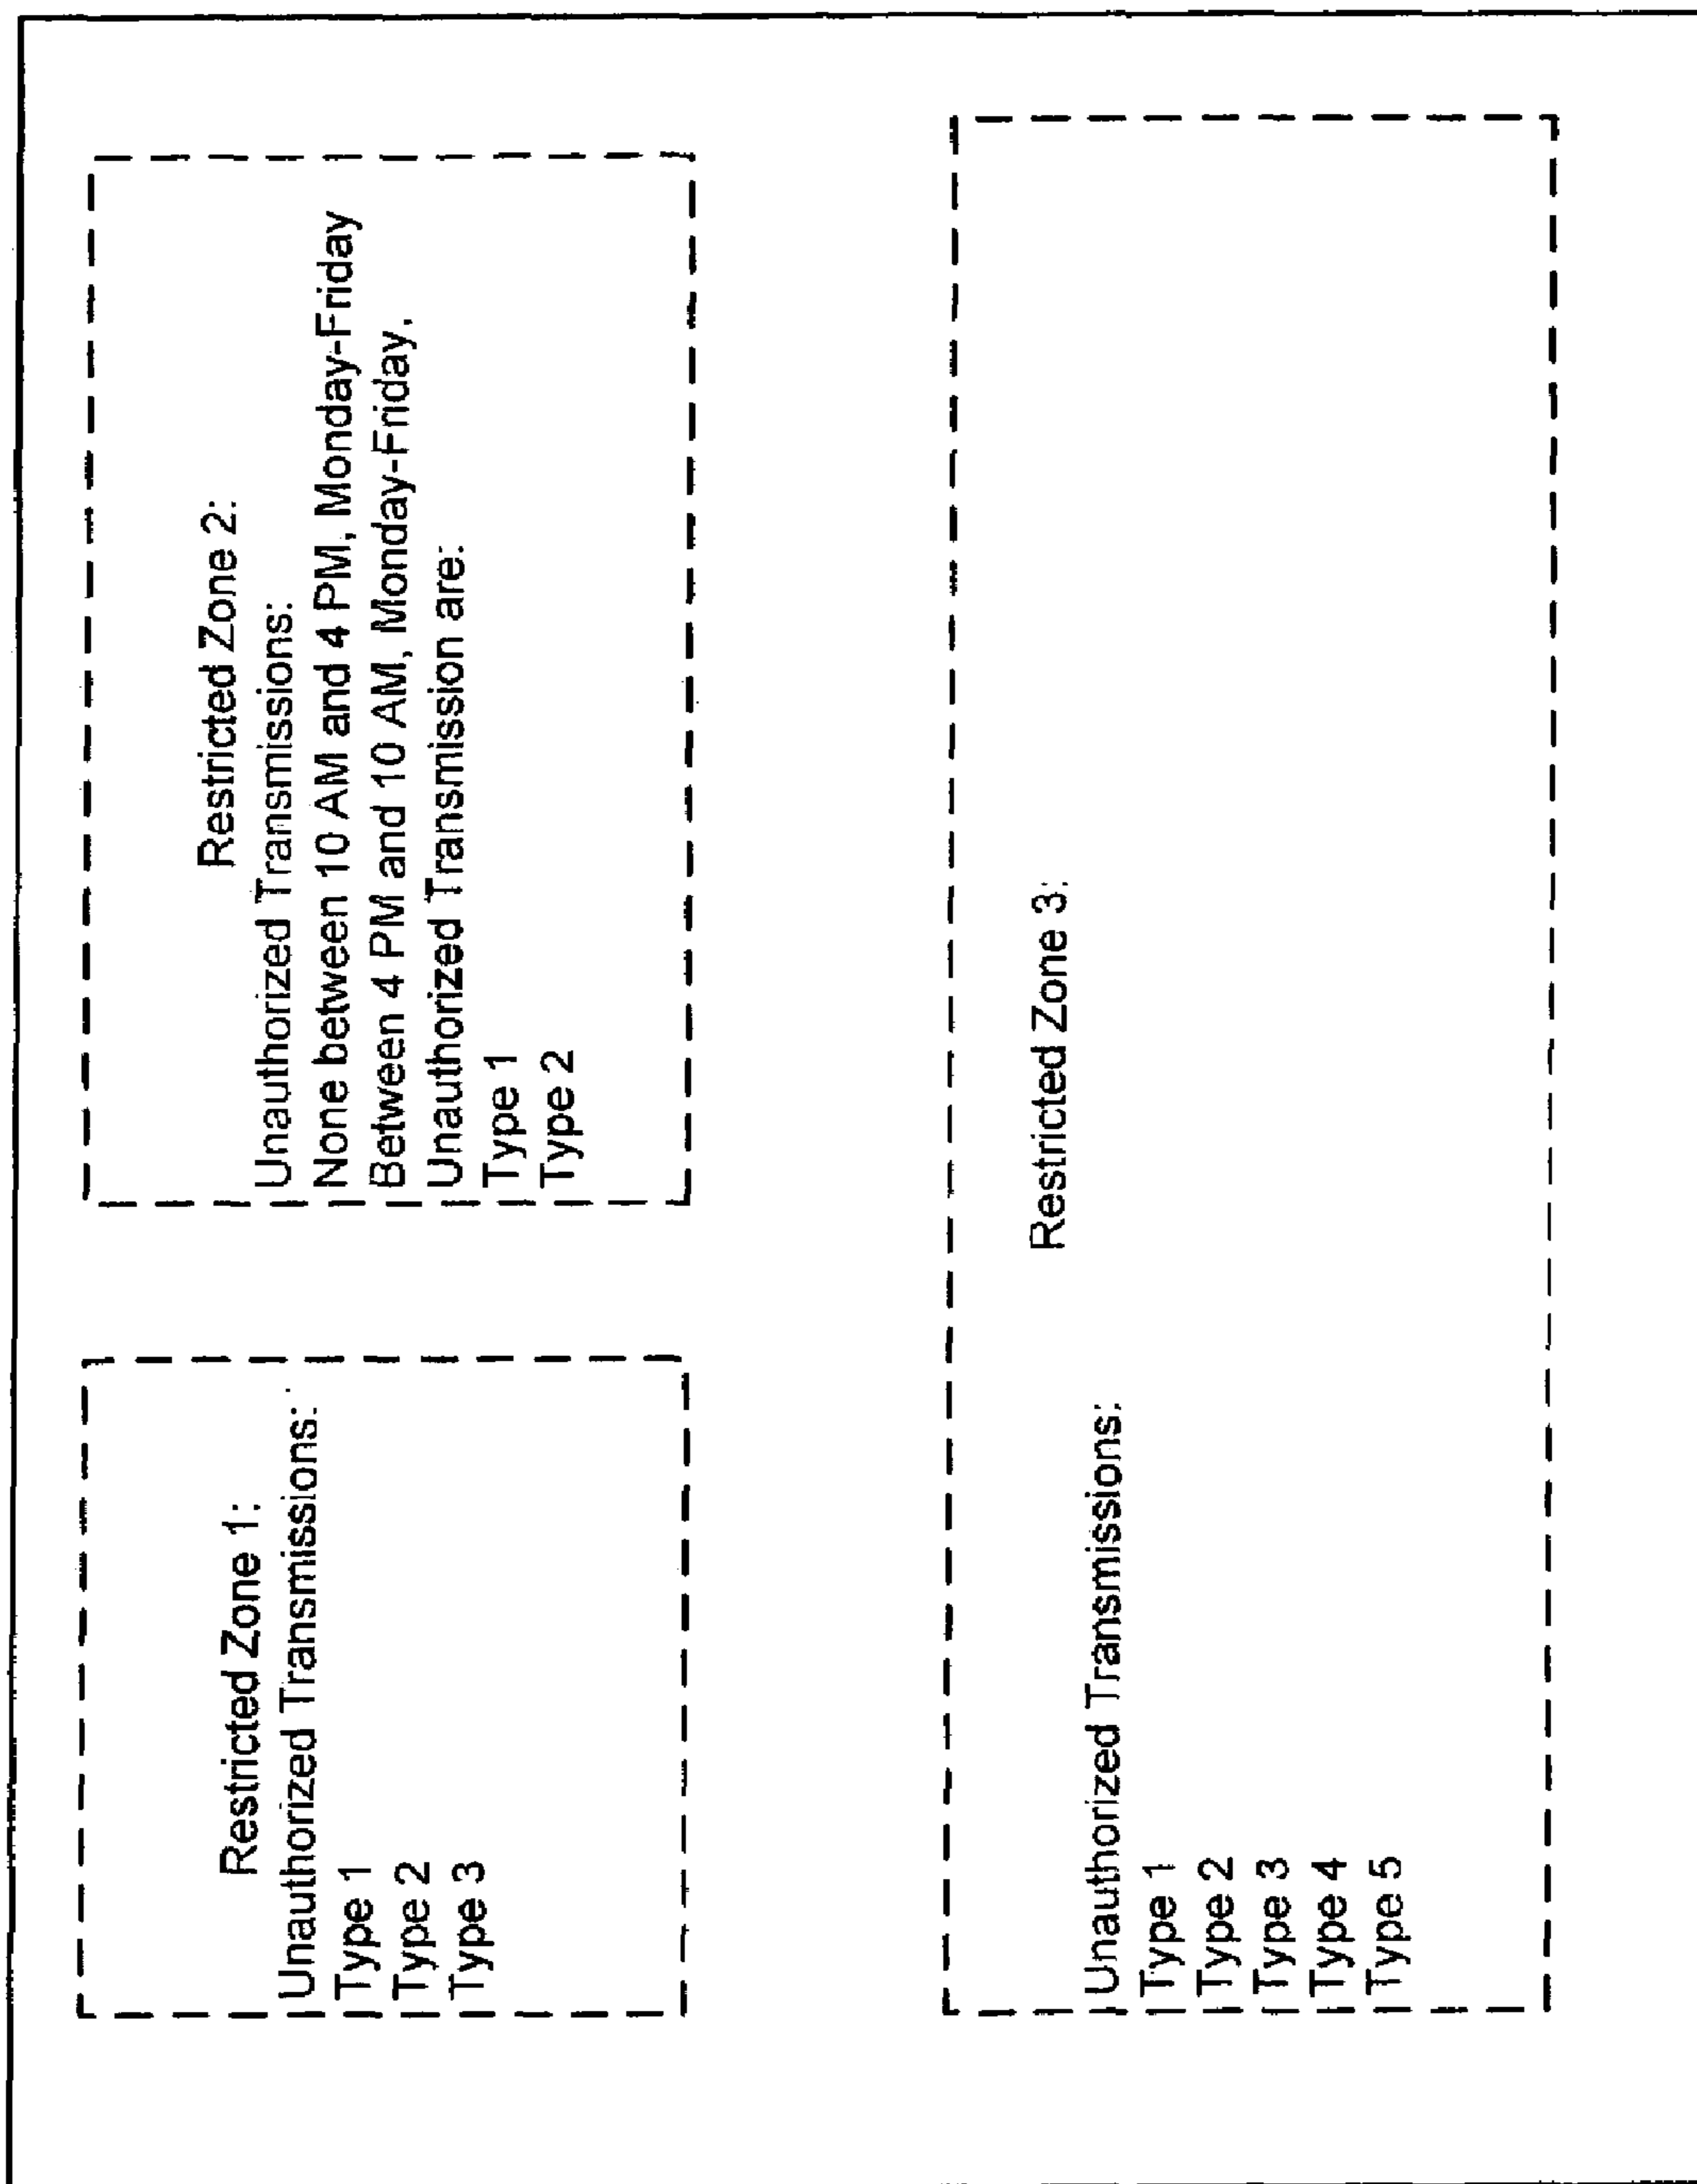 Restricted Zone 1:
Unauthorized Transmissions:
Type 1
Type 2
Type 3
Restricted Zone 2:
Unauthorized Transmissions:
None between 10 AM and 4 PM, Monday-Friday
Between 4 PM and 10 AM, Monday-Friday,
Unauthorized Transmission are:
Type 1
Type 2
Restricted Zone 3:
Unauthorized Transmissions:
Type 1
Type 2
Type 3
Type 4
Type 5